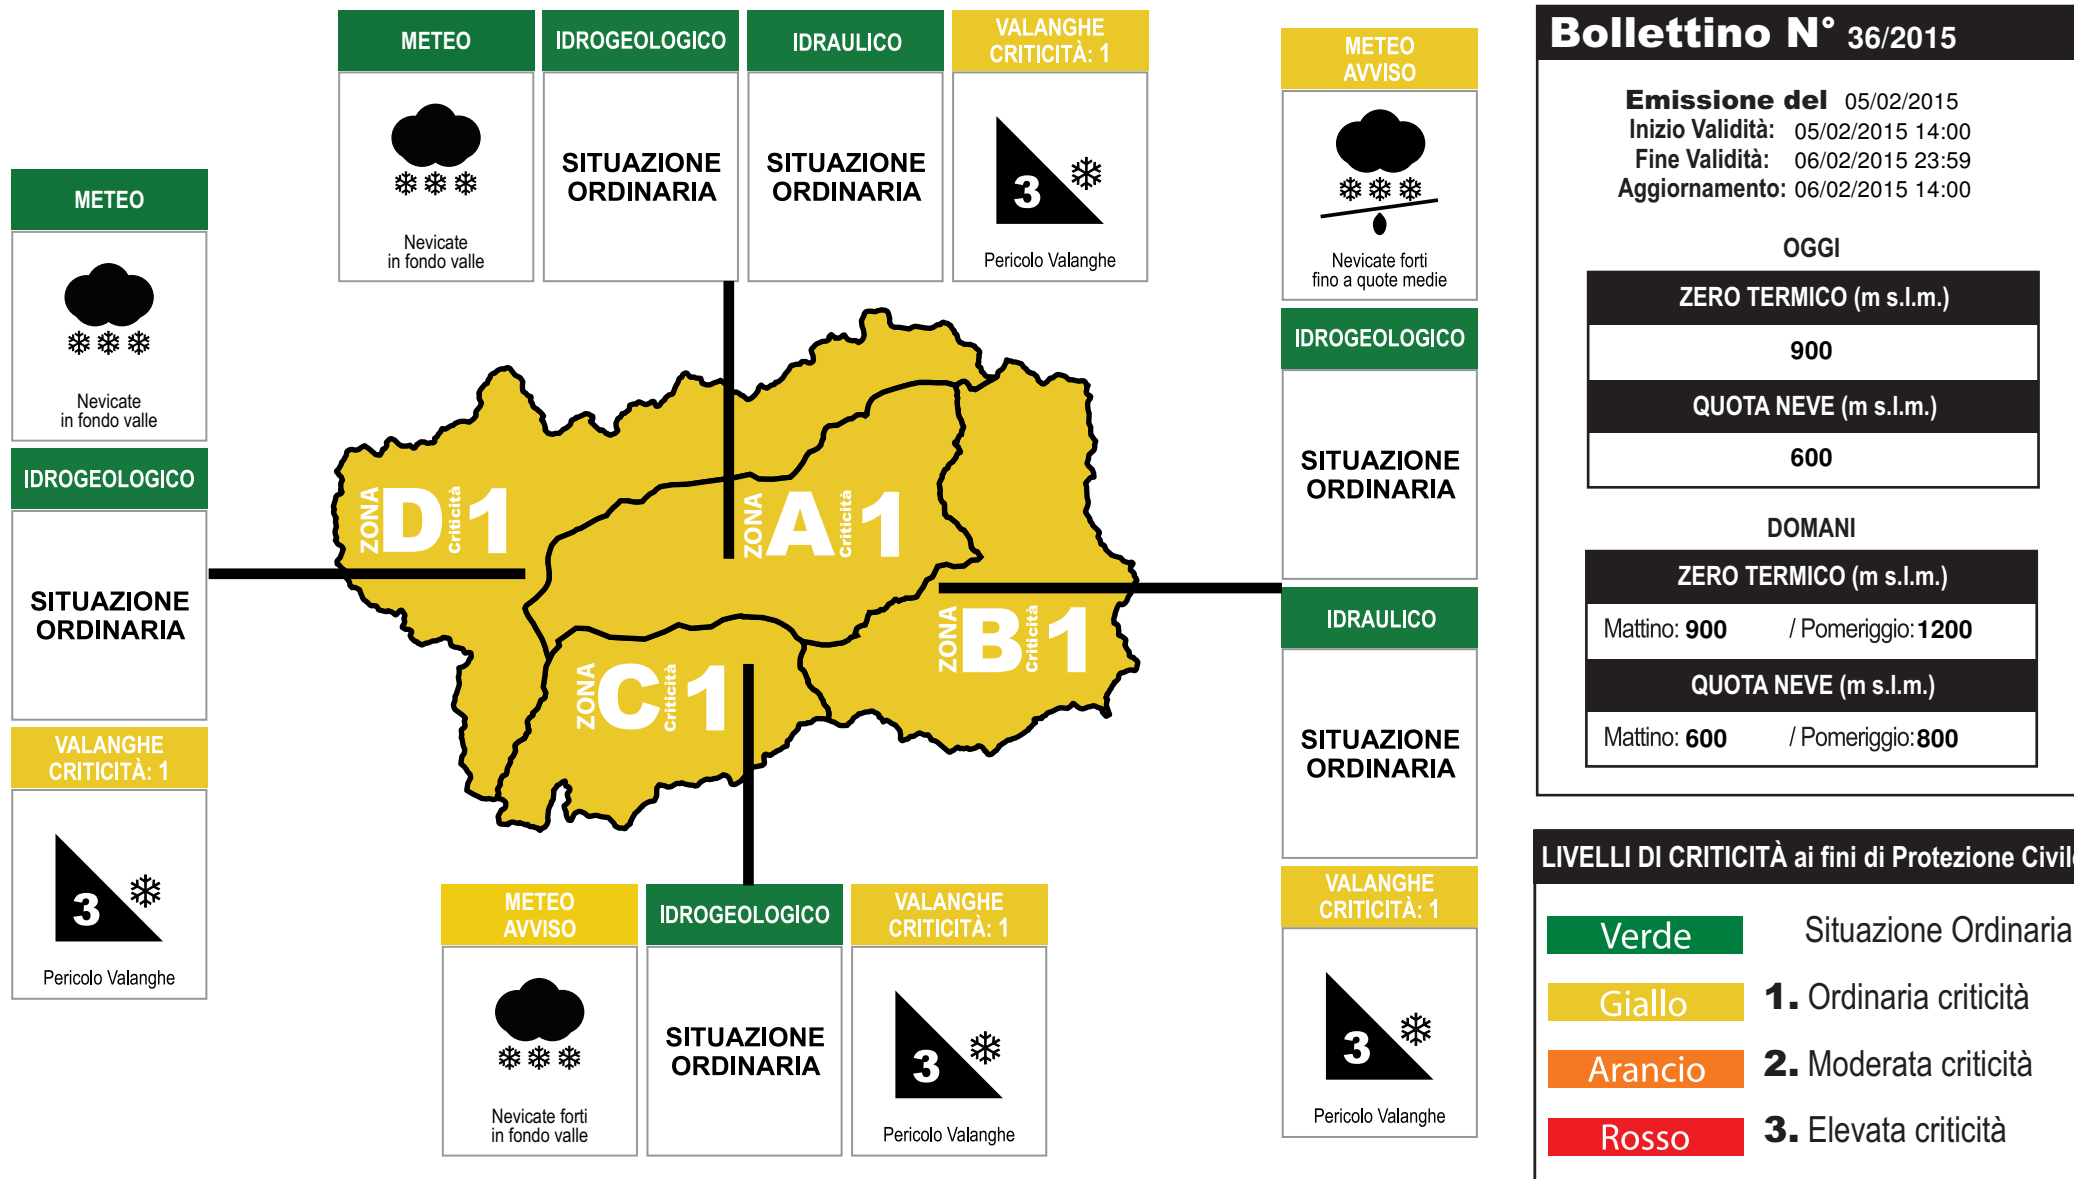 METEO
IDROGEOLOGICO
IDRAULICO
VALANGHE
CRITICITÀ: 1
Nevicate
in fondo valle
SITUAZIONE
ORDINARIA
SITUAZIONE
ORDINARIA
3
Pericolo Valanghe
METEO
Nevicate
in fondo valle
IDROGEOLOGICO
SITUAZIONE
ORDINARIA
VALANGHE
CRITICITÀ: 1
3
Pericolo Valanghe
ZONA D Criticità 1
ZONA A Criticità 1
ZONA B Criticità 1
ZONA C Criticità 1
METEO
AVVISO
Nevicate forti
in fondo valle
IDROGEOLOGICO
SITUAZIONE
ORDINARIA
VALANGHE
CRITICITÀ: 1
3
Pericolo Valanghe
METEO
AVVISO
Nevicate forti
fino a quote medie
IDROGEOLOGICO
SITUAZIONE
ORDINARIA
IDRAULICO
SITUAZIONE
ORDINARIA
VALANGHE
CRITICITÀ: 1
3
Pericolo Valanghe
Bollettino N° 36/2015
Emissione del 05/02/2015
Inizio Validità: 05/02/2015 14:00
Fine Validità: 06/02/2015 23:59
Aggiornamento: 06/02/2015 14:00
OGGI
ZERO TERMICO (m s.l.m.)
900
QUOTA NEVE (m s.l.m.)
600
DOMANI
ZERO TERMICO (m s.l.m.)
Mattino: 900 / Pomeriggio: 1200
QUOTA NEVE (m s.l.m.)
Mattino: 600 / Pomeriggio: 800
LIVELLI DI CRITICITÀ ai fini di Protezione Civile
Verde Situazione Ordinaria
Giallo 1. Ordinaria criticità
Arancio 2. Moderata criticità
Rosso 3. Elevata criticità